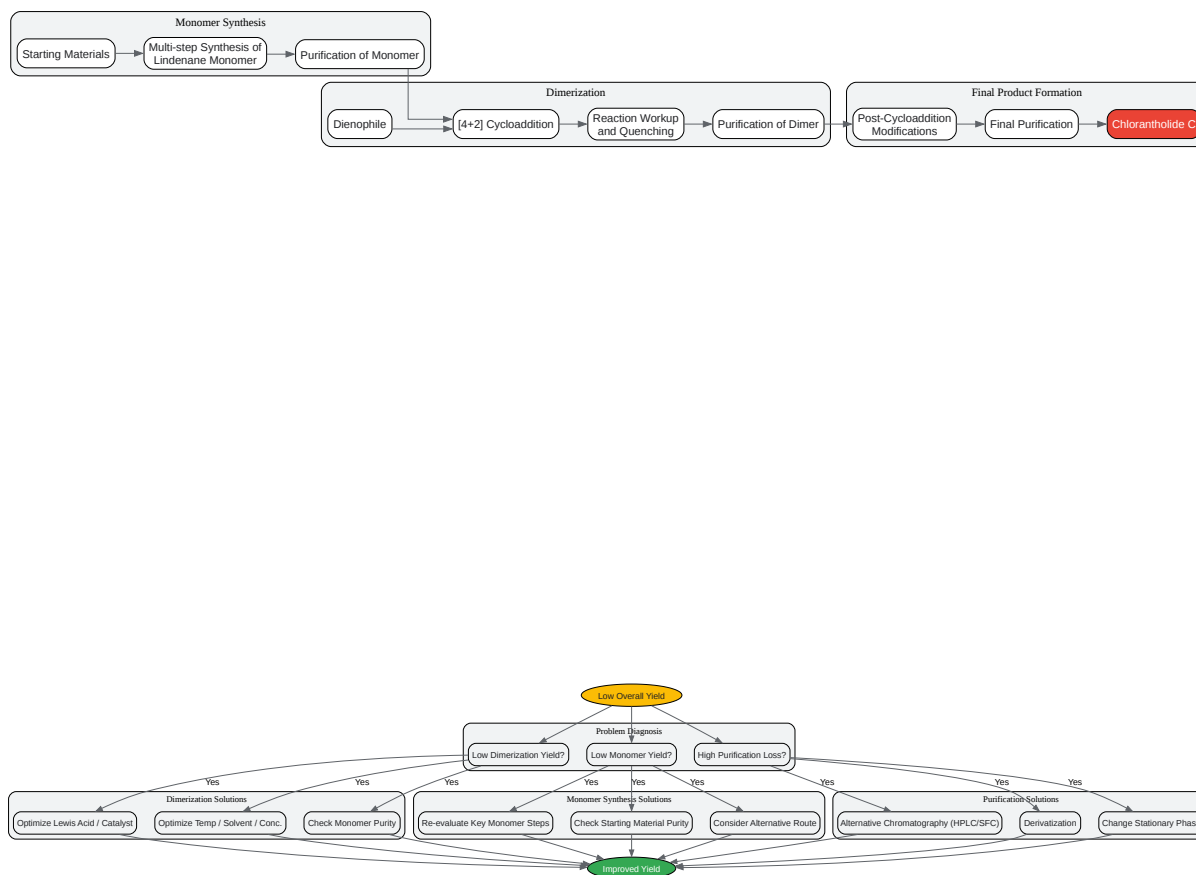 Monomer Synthesis
Starting Materials
Multi-step Synthesis of
Lindenane Monomer
Purification of Monomer
Dimerization
Dienophile
[4+2] Cycloaddition
Reaction Workup
and Quenching
Purification of Dimer
Final Product Formation
Post-Cycloaddition
Modifications
Final Purification
Chlorantholide C
Low Overall Yield
Problem Diagnosis
Low Dimerization Yield?
Low Monomer Yield?
High Purification Loss?
Yes
Yes
Yes
Yes
Yes
Yes
Yes
Yes
Yes
Dimerization Solutions
Optimize Lewis Acid / Catalyst
Optimize Temp / Solvent / Conc.
Check Monomer Purity
Monomer Synthesis Solutions
Re-evaluate Key Monomer Steps
Check Starting Material Purity
Consider Alternative Route
Purification Solutions
Alternative Chromatography (HPLC/SFC)
Derivatization
Change Stationary Phas
Improved Yield